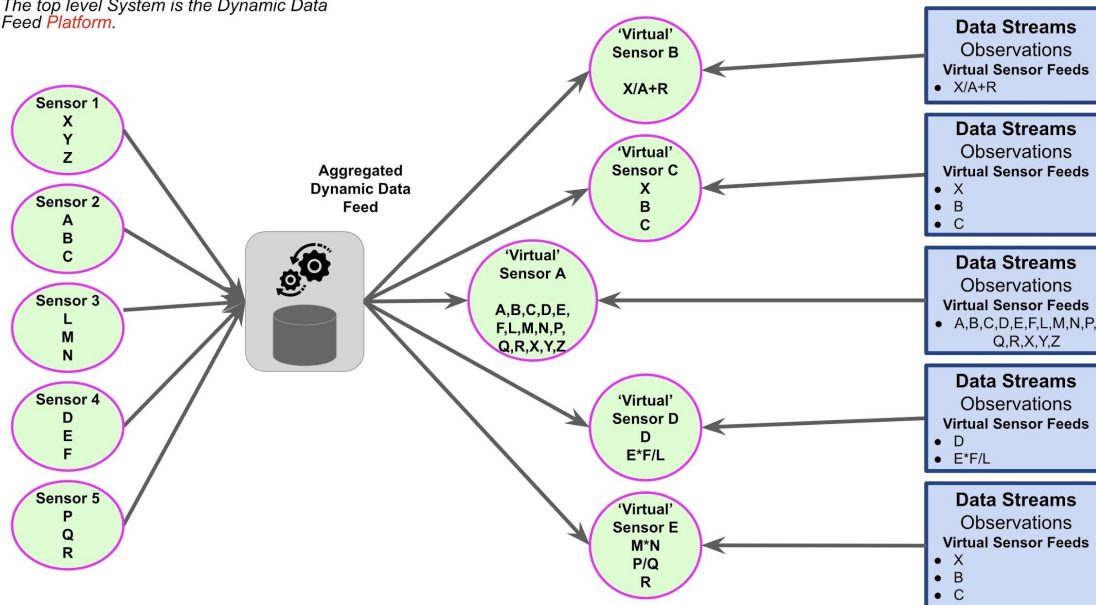 The top level System is the Dynamic Data
Feed Platform.
Sensor 1
X
Y
Z
Sensor 2
A
B
C
Sensor 3
L
M
N
Sensor 4
D
E
F
Sensor 5
P
Q
R
Aggregated
Dynamic Data
Feed
‘Virtual’
Sensor B
X/A+R
‘Virtual’
Sensor C
X
B
C
‘Virtual’
Sensor A
A,B,C,D,E,
F,L,M,N,P,
Q,R,X,Y,Z
‘Virtual’
Sensor D
D
E*F/L
‘Virtual’
Sensor E
M*N
P/Q
R
Data Streams
Observations
Virtual Sensor Feeds
● X/A+R
Data Streams
Observations
Virtual Sensor Feeds
● X
● B
● C
Data Streams
Observations
Virtual Sensor Feeds
● A,B,C,D,E,F,L,M,N,P,
Q,R,X,Y,Z
Data Streams
Observations
Virtual Sensor Feeds
● D
● E*F/L
Data Streams
Observations
Virtual Sensor Feeds
● X
● B
● C